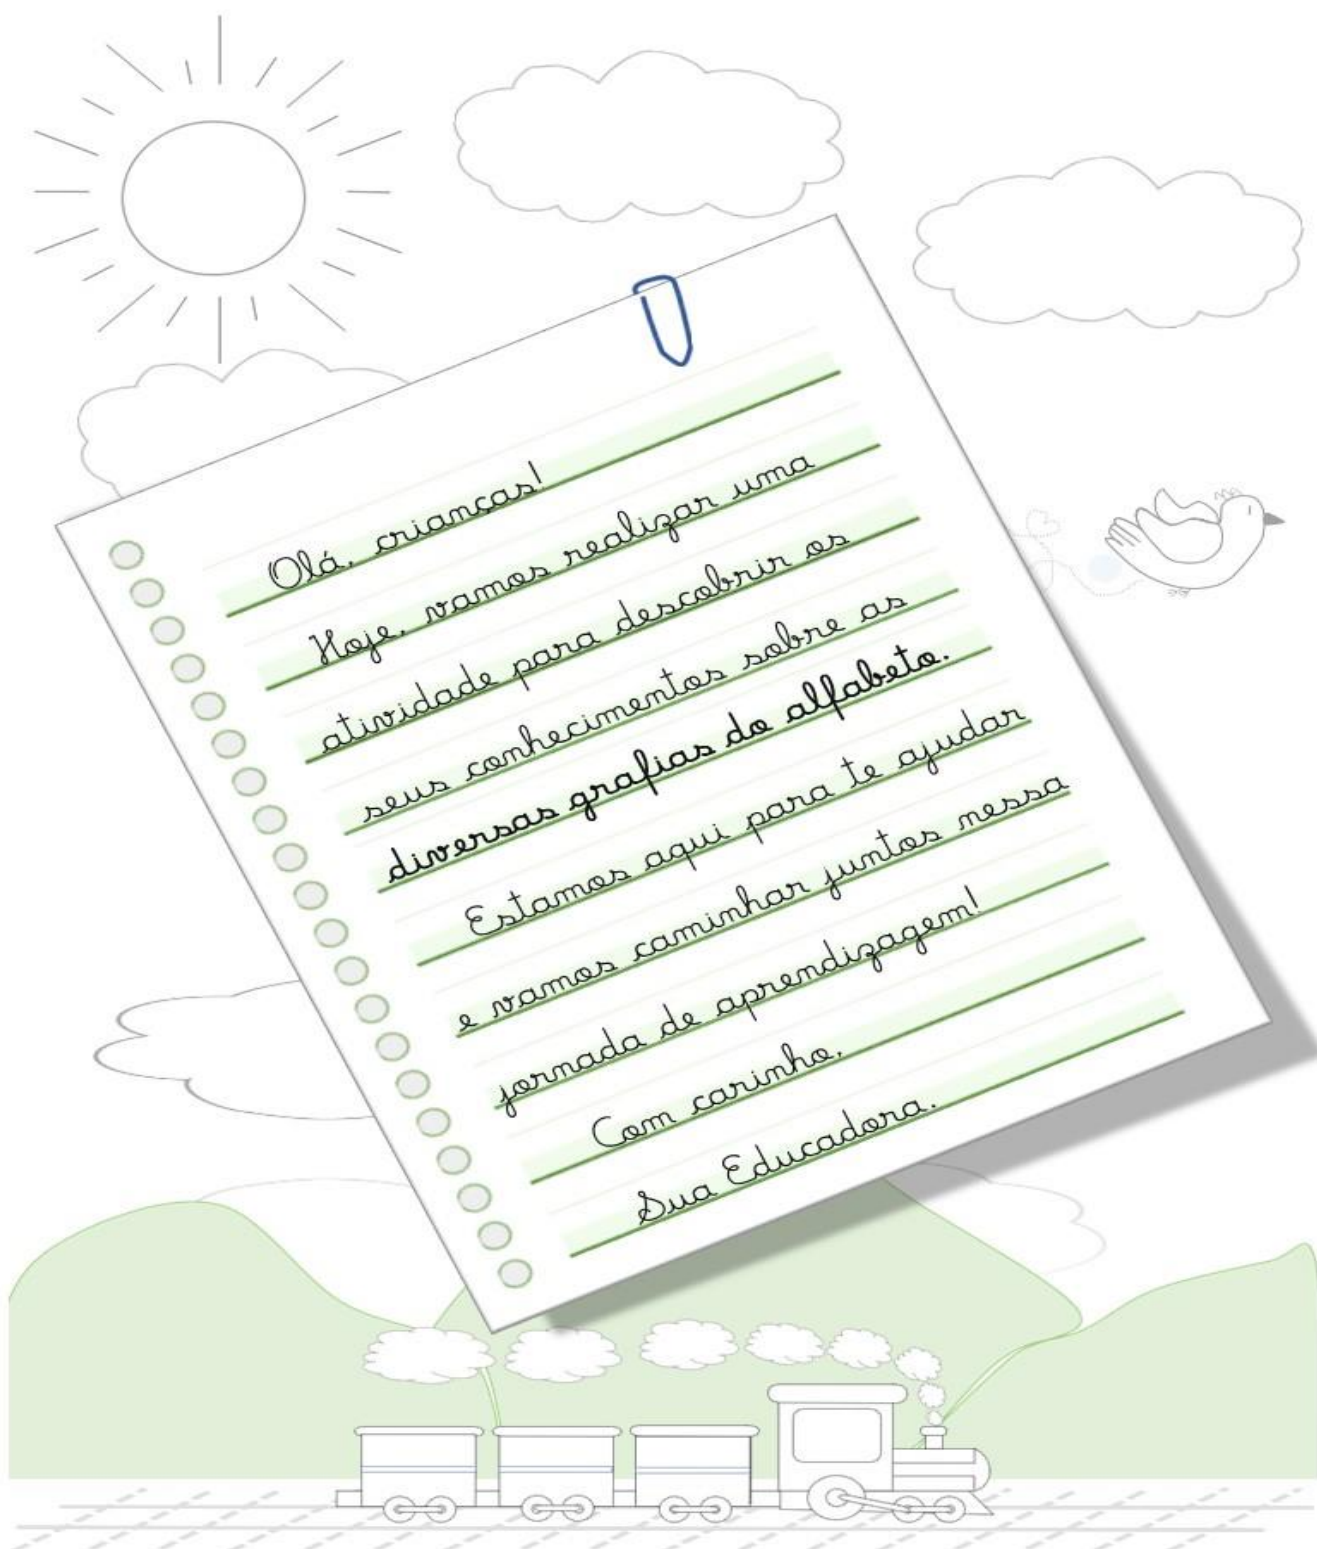 Olá, crianças!
Hoje, vamos realizar uma
atividade para descobrir os
seus conhecimentos sobre as
diversas grafias do alfabeto.
Estamos aqui para te ajudar
e vamos caminhar juntos nessa
jornada de aprendizagem!
Com carinho,
Sua Educadora.